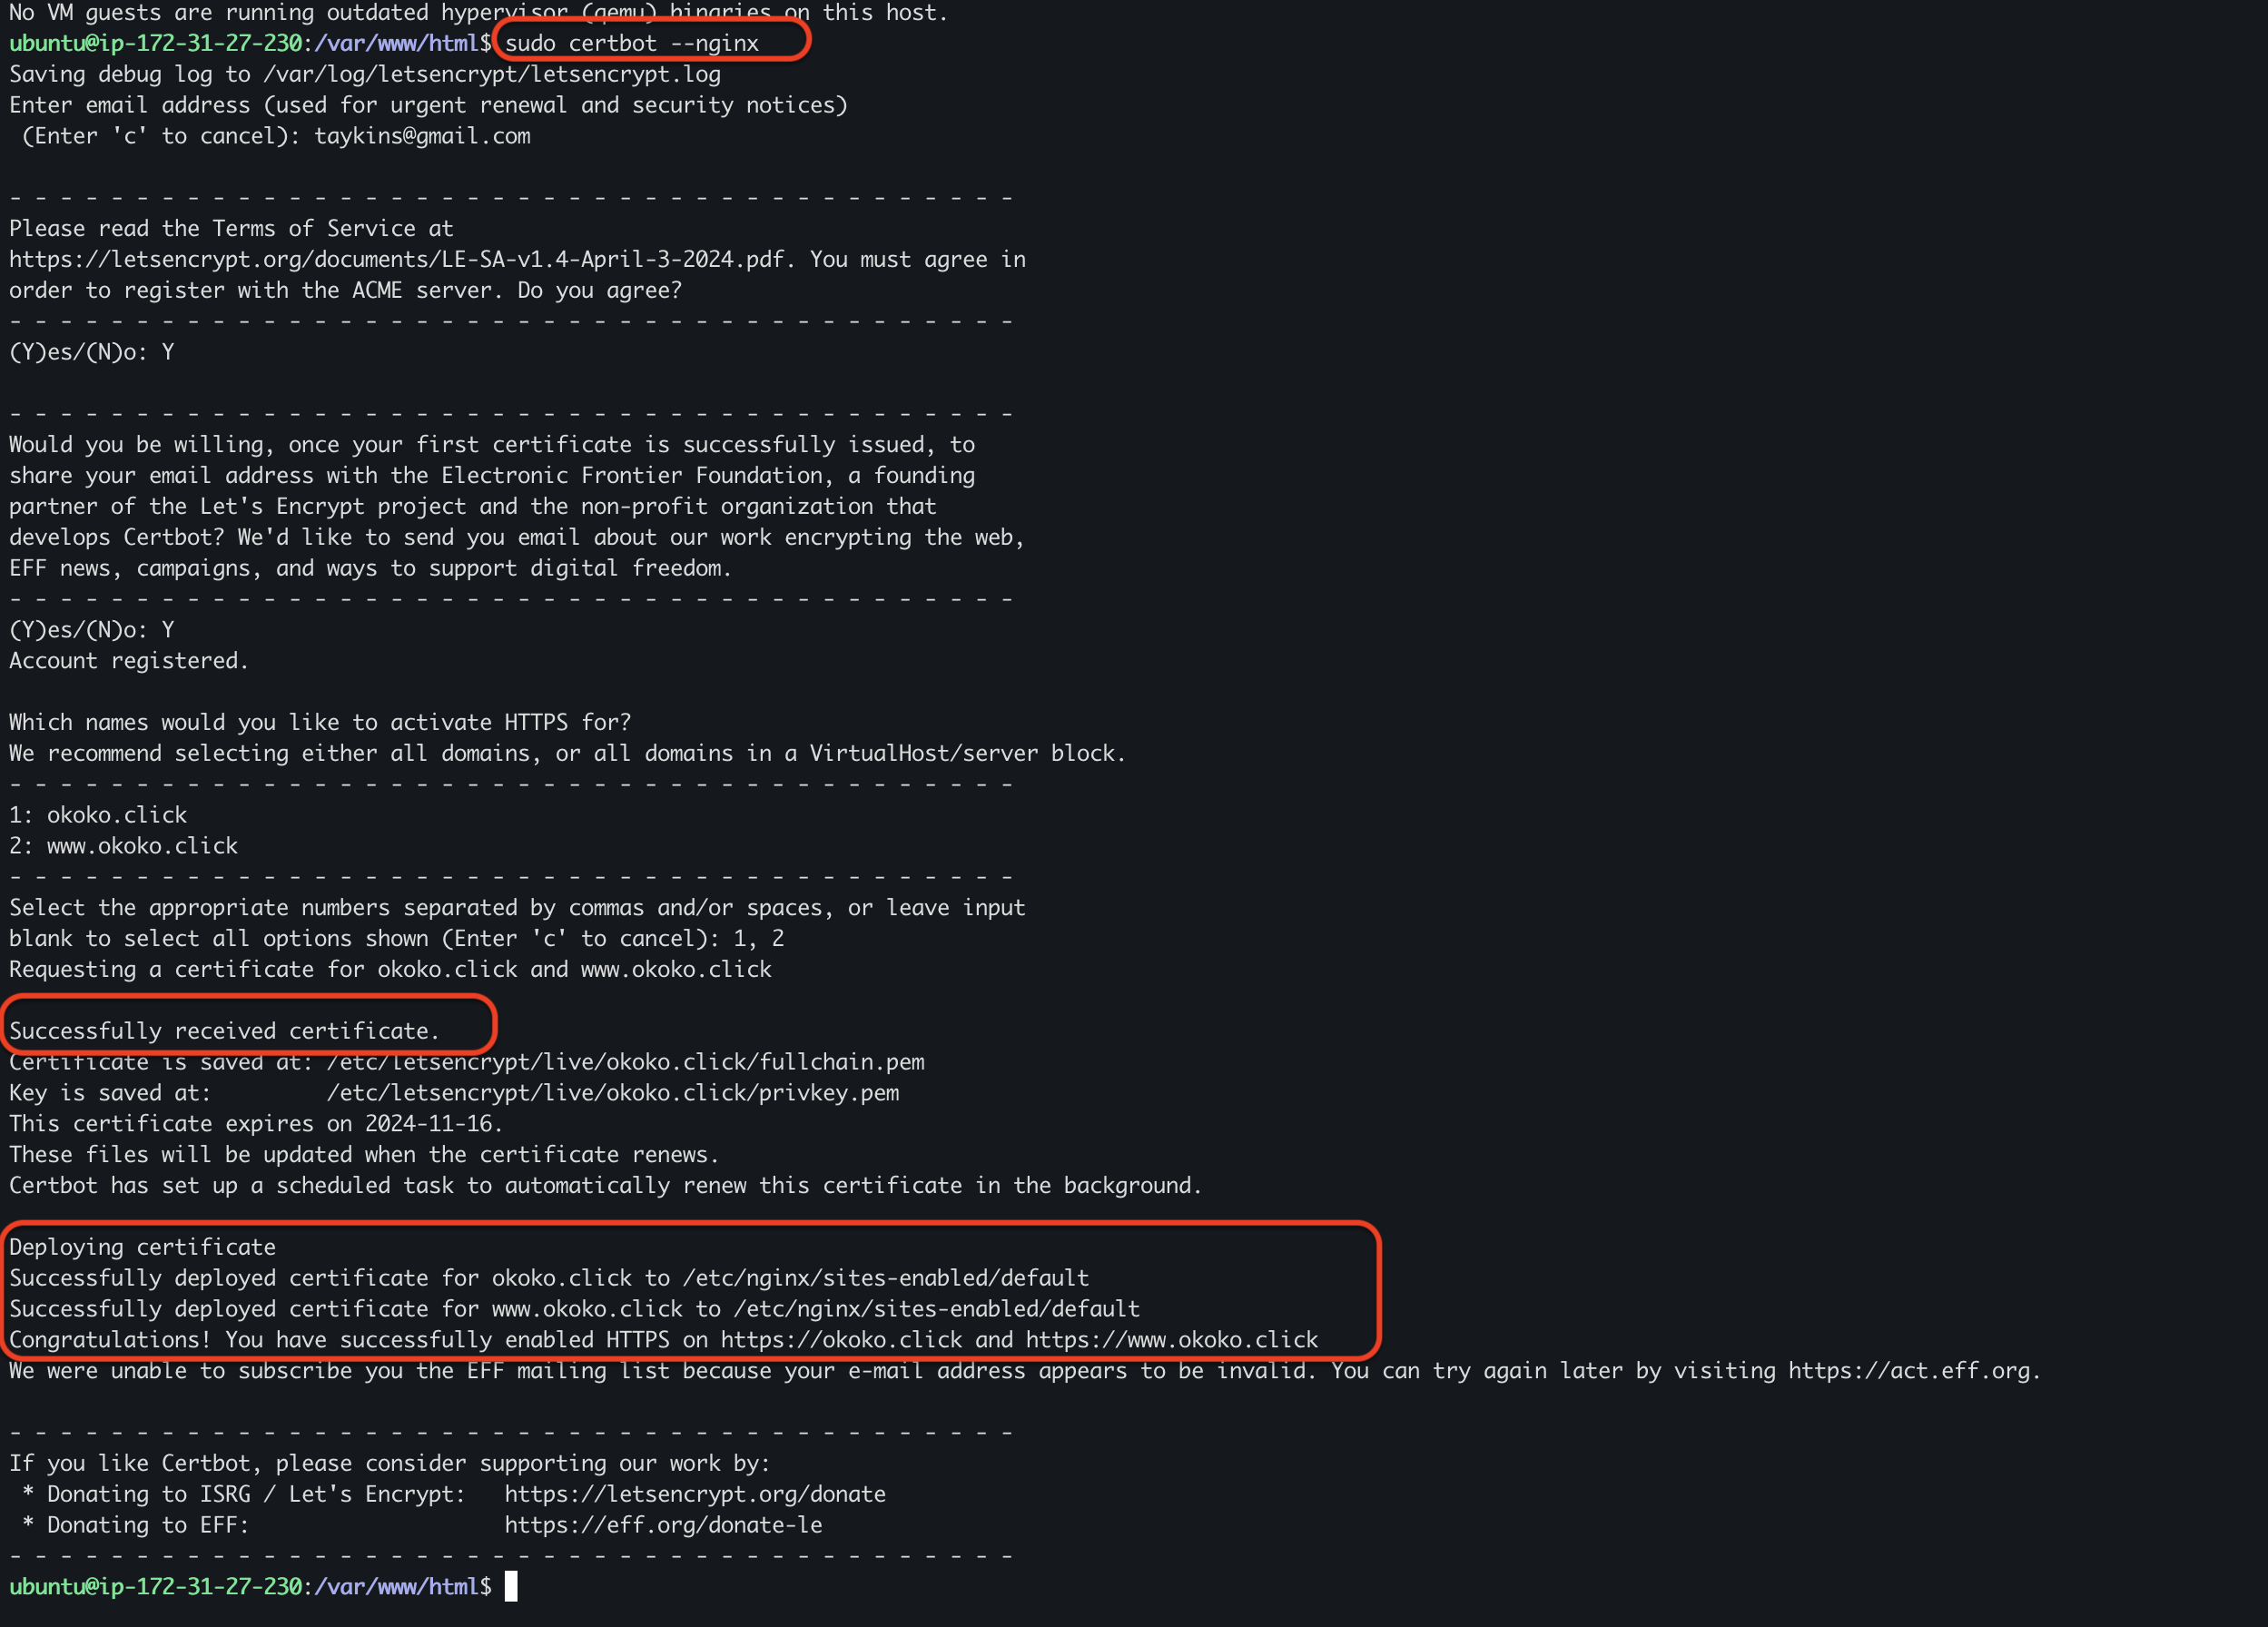 No VM guests are running outdated hypervisor (qemu) binaries on this host.
ubuntu@ip-172-31-27-230:/var/www/html$ sudo certbot --nginx
Saving debug log to /var/log/letsencrypt/letsencrypt.log
Enter email address (used for urgent renewal and security notices)
 (Enter 'c' to cancel): taykins@gmail.com

- - - - - - - - - - - - - - - - - - - - - - - - - - - - - - - - - - - - - - - -
Please read the Terms of Service at
https://letsencrypt.org/documents/LE-SA-v1.4-April-3-2024.pdf. You must agree in
order to register with the ACME server. Do you agree?
- - - - - - - - - - - - - - - - - - - - - - - - - - - - - - - - - - - - - - - -
(Y)es/(N)o: Y

- - - - - - - - - - - - - - - - - - - - - - - - - - - - - - - - - - - - - - - -
Would you be willing, once your first certificate is successfully issued, to
share your email address with the Electronic Frontier Foundation, a founding
partner of the Let's Encrypt project and the non-profit organization that
develops Certbot? We'd like to send you email about our work encrypting the web,
EFF news, campaigns, and ways to support digital freedom.
- - - - - - - - - - - - - - - - - - - - - - - - - - - - - - - - - - - - - - - -
(Y)es/(N)o: Y
Account registered.

Which names would you like to activate HTTPS for?
We recommend selecting either all domains, or all domains in a VirtualHost/server block.
- - - - - - - - - - - - - - - - - - - - - - - - - - - - - - - - - - - - - - - -
1: okoko.click
2: www.okoko.click
- - - - - - - - - - - - - - - - - - - - - - - - - - - - - - - - - - - - - - - -
Select the appropriate numbers separated by commas and/or spaces, or leave input
blank to select all options shown (Enter 'c' to cancel): 1, 2
Requesting a certificate for okoko.click and www.okoko.click

Successfully received certificate.
Certificate is saved at: /etc/letsencrypt/live/okoko.click/fullchain.pem
Key is saved at:         /etc/letsencrypt/live/okoko.click/privkey.pem
This certificate expires on 2024-11-16.
These files will be updated when the certificate renews.
Certbot has set up a scheduled task to automatically renew this certificate in the background.

Deploying certificate
Successfully deployed certificate for okoko.click to /etc/nginx/sites-enabled/default
Successfully deployed certificate for www.okoko.click to /etc/nginx/sites-enabled/default
Congratulations! You have successfully enabled HTTPS on https://okoko.click and https://www.okoko.click
We were unable to subscribe you the EFF mailing list because your e-mail address appears to be invalid. You can try again later by visiting https://act.eff.org.

- - - - - - - - - - - - - - - - - - - - - - - - - - - - - - - - - - - - - - - -
If you like Certbot, please consider supporting our work by:
 * Donating to ISRG / Let's Encrypt:   https://letsencrypt.org/donate
 * Donating to EFF:                    https://eff.org/donate-le
- - - - - - - - - - - - - - - - - - - - - - - - - - - - - - - - - - - - - - - -
ubuntu@ip-172-31-27-230:/var/www/html$